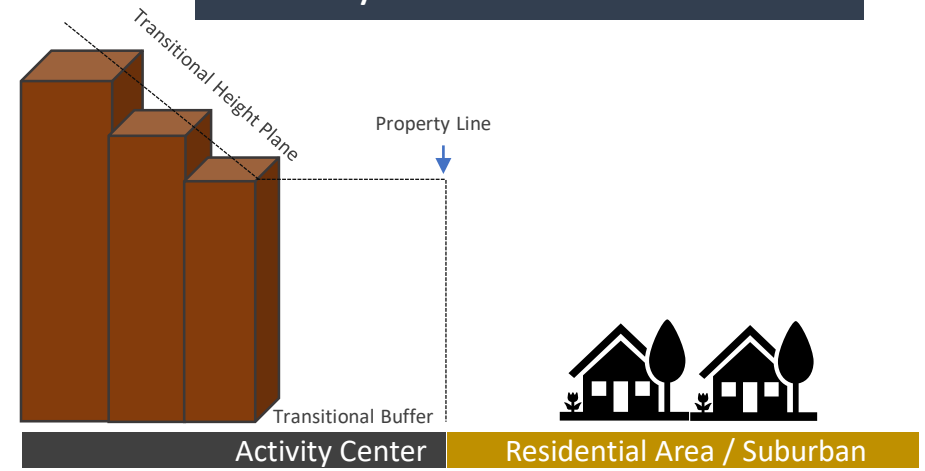 Transitional Height Plane
Property Line
Transitional Buffer
Activity Center
Residential Area / Suburban